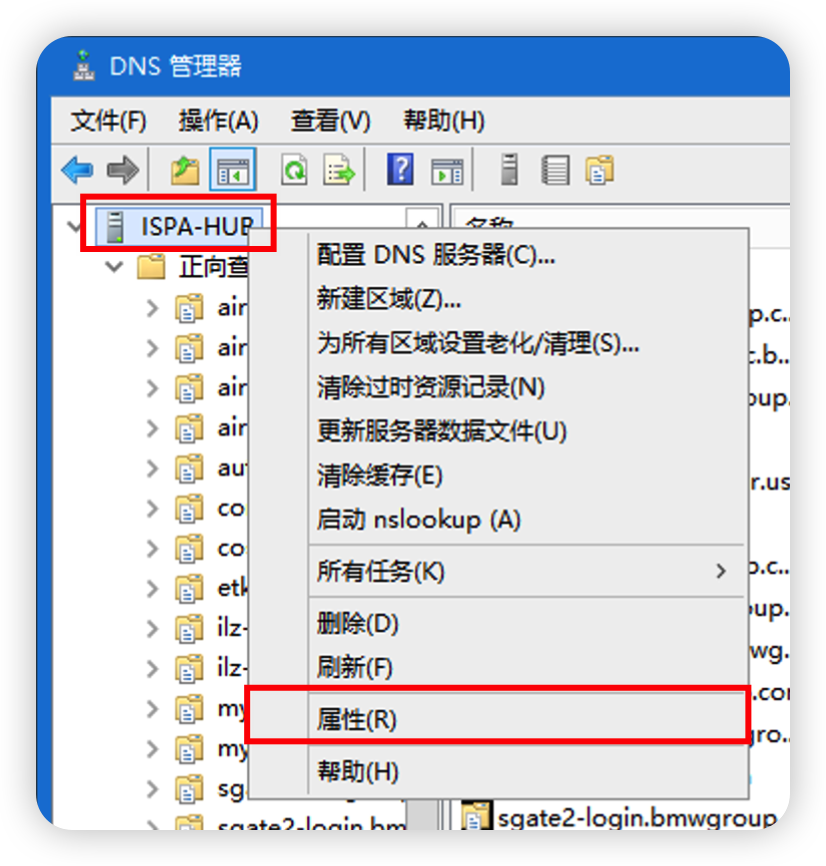 DNS 管理器
文件(F) 操作(A) 查看(V) 帮助(H)
ISPA-HUB
名称
正向查
air
air
air
air
aut
co
co
etk
ilz-
ilz-
my
my
sg
sgate2-login.bm
配置 DNS 服务器(C)...
新建区域(Z)...
为所有区域设置老化/清理(S)...
清除过时资源记录(N)
更新服务器数据文件(U)
清除缓存(E)
启动 nslookup (A)
所有任务(K)
删除(D)
刷新(F)
属性(R)
帮助(H)
p.c..
c.b..
oup.
r.us
p.c..
oup.
wg.
.cor
gro..
sgate2-login.bmwgroup